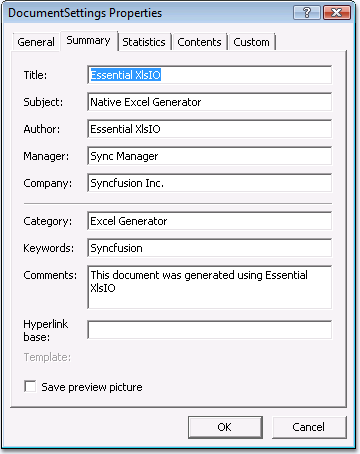 DocumentSettings Properties
?
General Summary Statistics Contents Custom
Title: Essential XlsIO
Subject: Native Excel Generator
Author: Essential XlsIO
Manager: Sync Manager
Company: Syncfusion Inc.
Category: Excel Generator
Keywords: Syncfusion
Comments: This document was generated using Essential
XlsIO
Hyperlink
base:
Template:
Save preview picture
OK Cancel